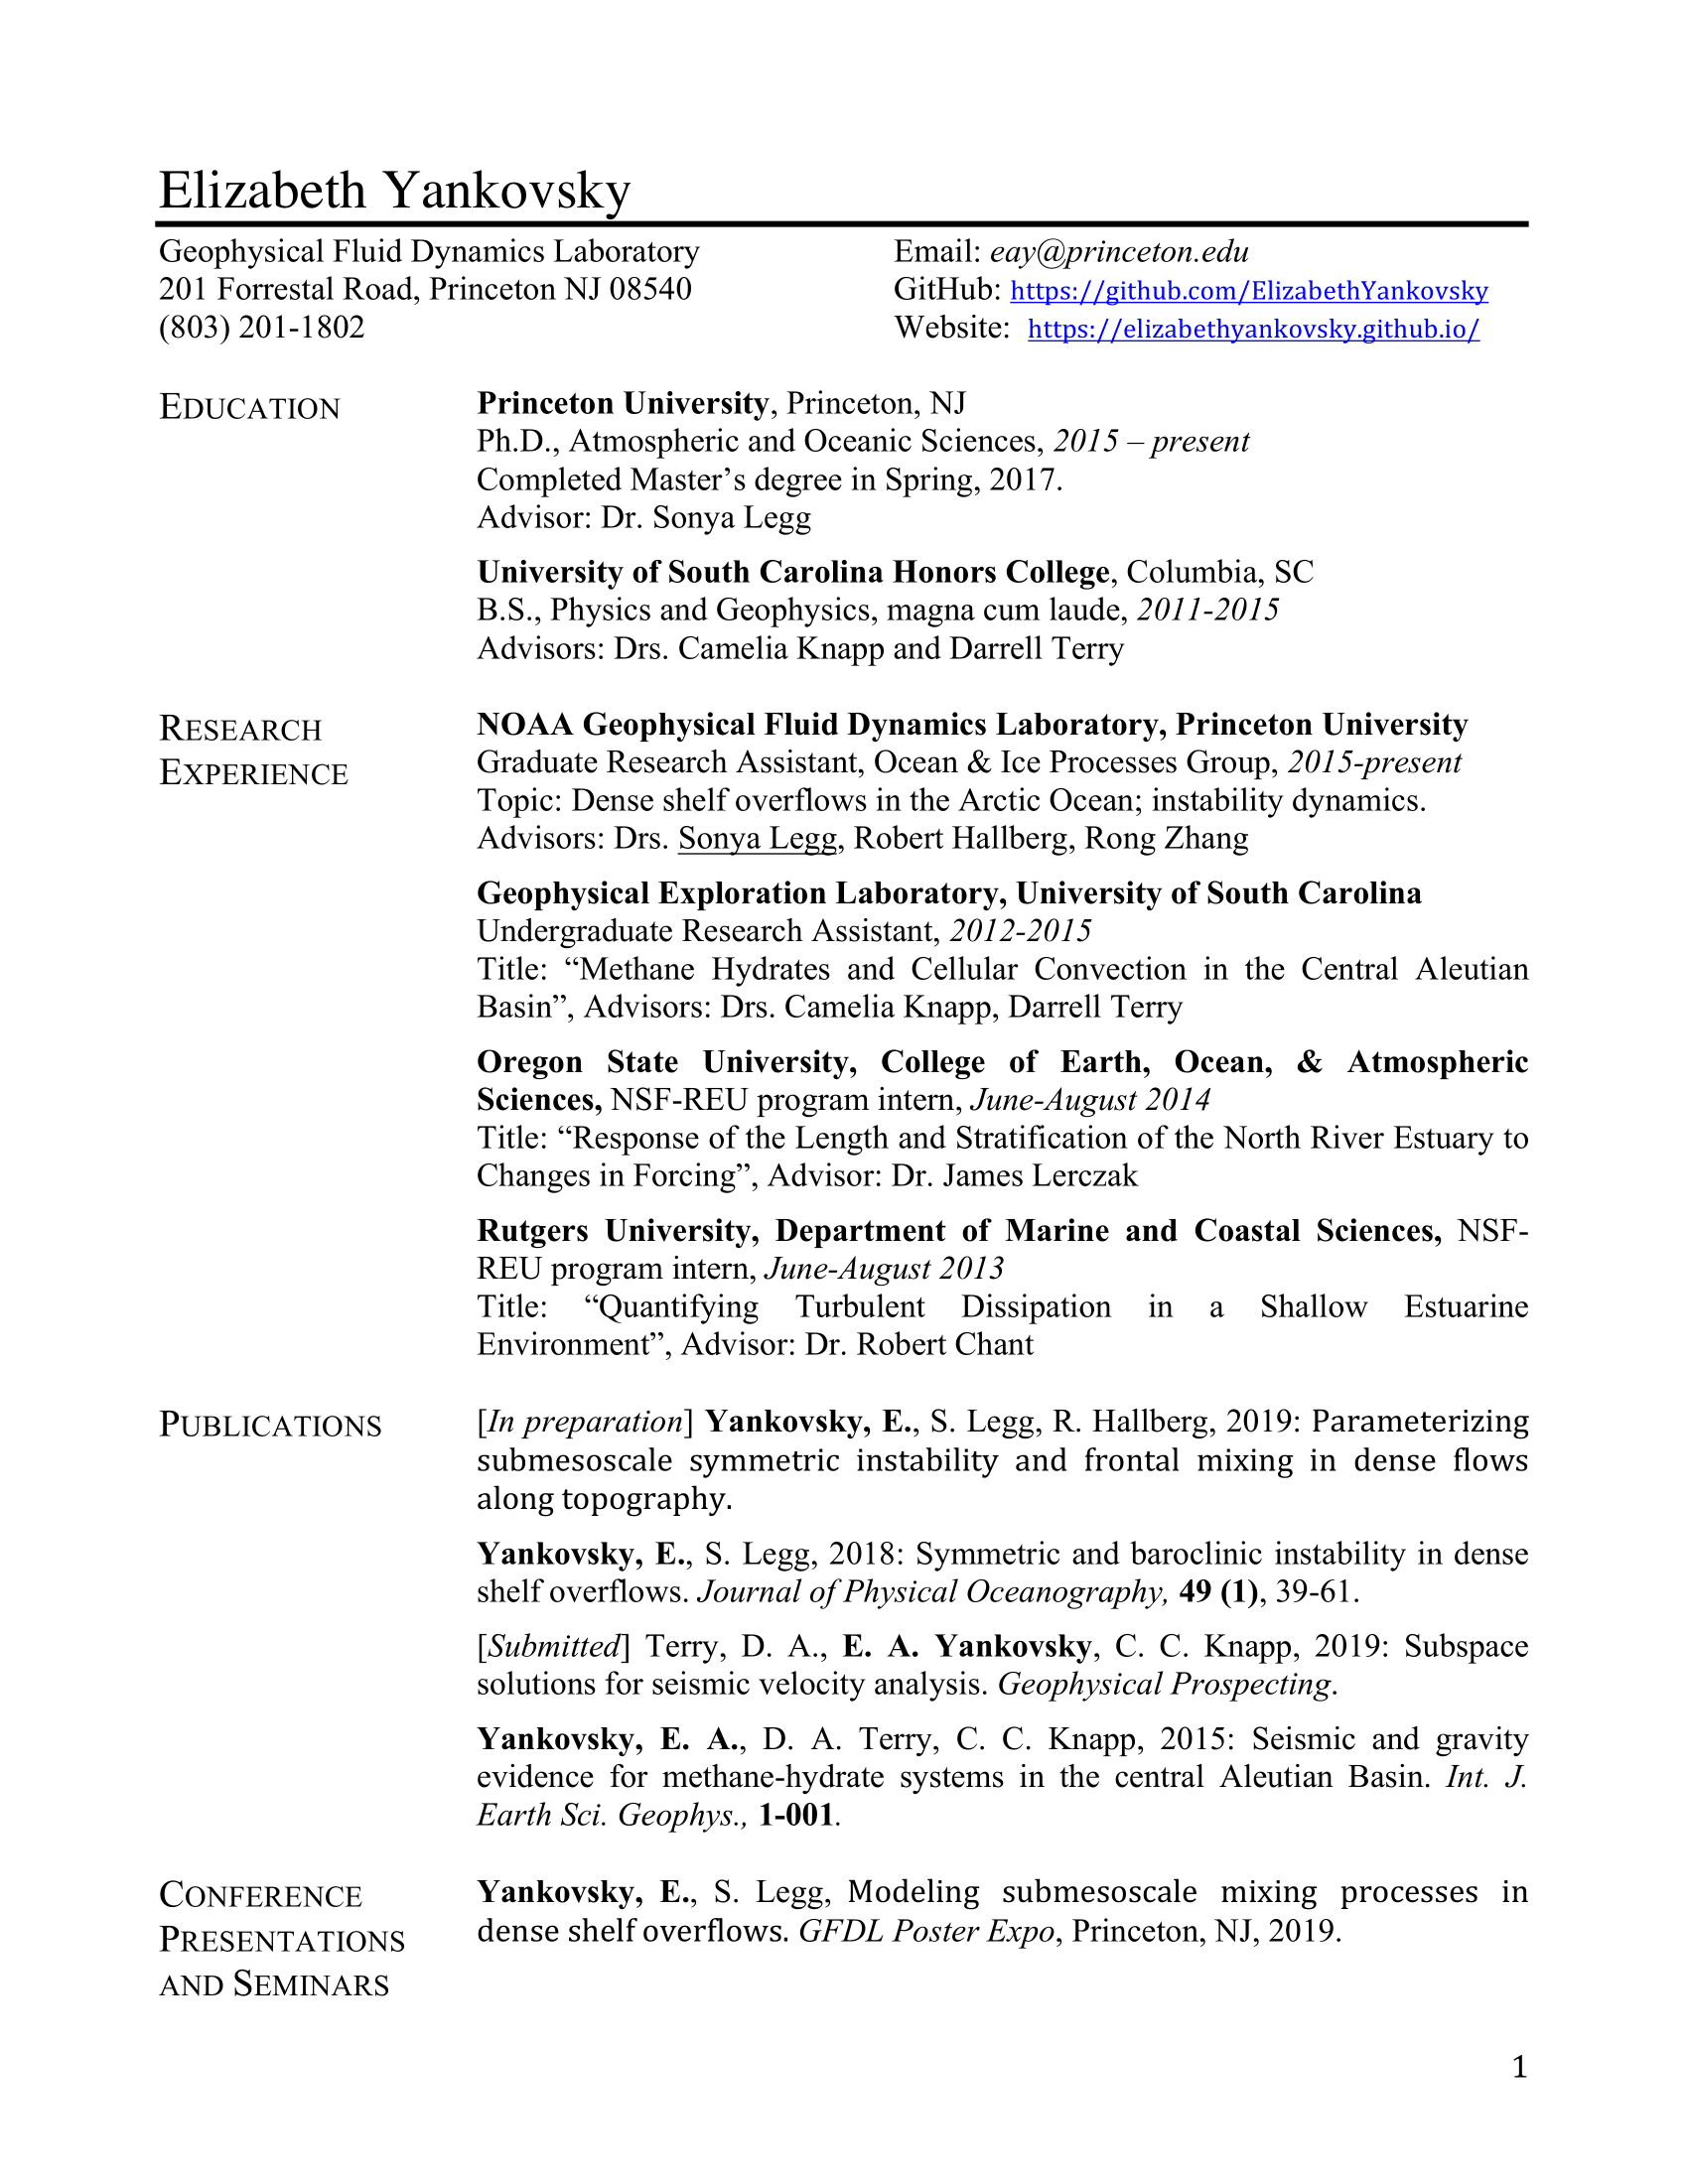 Elizabeth Yankovsky
Geophysical Fluid Dynamics Laboratory
201 Forrestal Road, Princeton NJ 08540
(803) 201-1802
Email: eay@princeton.edu
GitHub: https://github.com/ElizabethYankovsky
Website: https://elizabethyankovsky.github.io/
EDUCATION
Princeton University, Princeton, NJ
Ph.D., Atmospheric and Oceanic Sciences, 2015 – present
Completed Master’s degree in Spring, 2017.
Advisor: Dr. Sonya Legg
University of South Carolina Honors College, Columbia, SC
B.S., Physics and Geophysics, magna cum laude, 2011-2015
Advisors: Drs. Camelia Knapp and Darrell Terry
RESEARCH
EXPERIENCE
NOAA Geophysical Fluid Dynamics Laboratory, Princeton University
Graduate Research Assistant, Ocean & Ice Processes Group, 2015-present
Topic: Dense shelf overflows in the Arctic Ocean; instability dynamics.
Advisors: Drs. Sonya Legg, Robert Hallberg, Rong Zhang
Geophysical Exploration Laboratory, University of South Carolina
Undergraduate Research Assistant, 2012-2015
Title: “Methane Hydrates and Cellular Convection in the Central Aleutian
Basin”, Advisors: Drs. Camelia Knapp, Darrell Terry
Oregon State University, College of Earth, Ocean, & Atmospheric
Sciences, NSF-REU program intern, June-August 2014
Title: “Response of the Length and Stratification of the North River Estuary to
Changes in Forcing”, Advisor: Dr. James Lerczak
Rutgers University, Department of Marine and Coastal Sciences, NSF-
REU program intern, June-August 2013
Title: “Quantifying Turbulent Dissipation in a Shallow Estuarine
Environment”, Advisor: Dr. Robert Chant
PUBLICATIONS
[In preparation] Yankovsky, E., S. Legg, R. Hallberg, 2019: Parameterizing
submesoscale symmetric instability and frontal mixing in dense flows
along topography.
Yankovsky, E., S. Legg, 2018: Symmetric and baroclinic instability in dense
shelf overflows. Journal of Physical Oceanography, 49 (1), 39-61.
[Submitted] Terry, D. A., E. A. Yankovsky, C. C. Knapp, 2019: Subspace
solutions for seismic velocity analysis. Geophysical Prospecting.
Yankovsky, E. A., D. A. Terry, C. C. Knapp, 2015: Seismic and gravity
evidence for methane-hydrate systems in the central Aleutian Basin. Int. J.
Earth Sci. Geophys., 1-001.
CONFERENCE
PRESENTATIONS
AND SEMINARS
Yankovsky, E., S. Legg, Modeling submesoscale mixing processes in
dense shelf overflows. GFDL Poster Expo, Princeton, NJ, 2019.
1